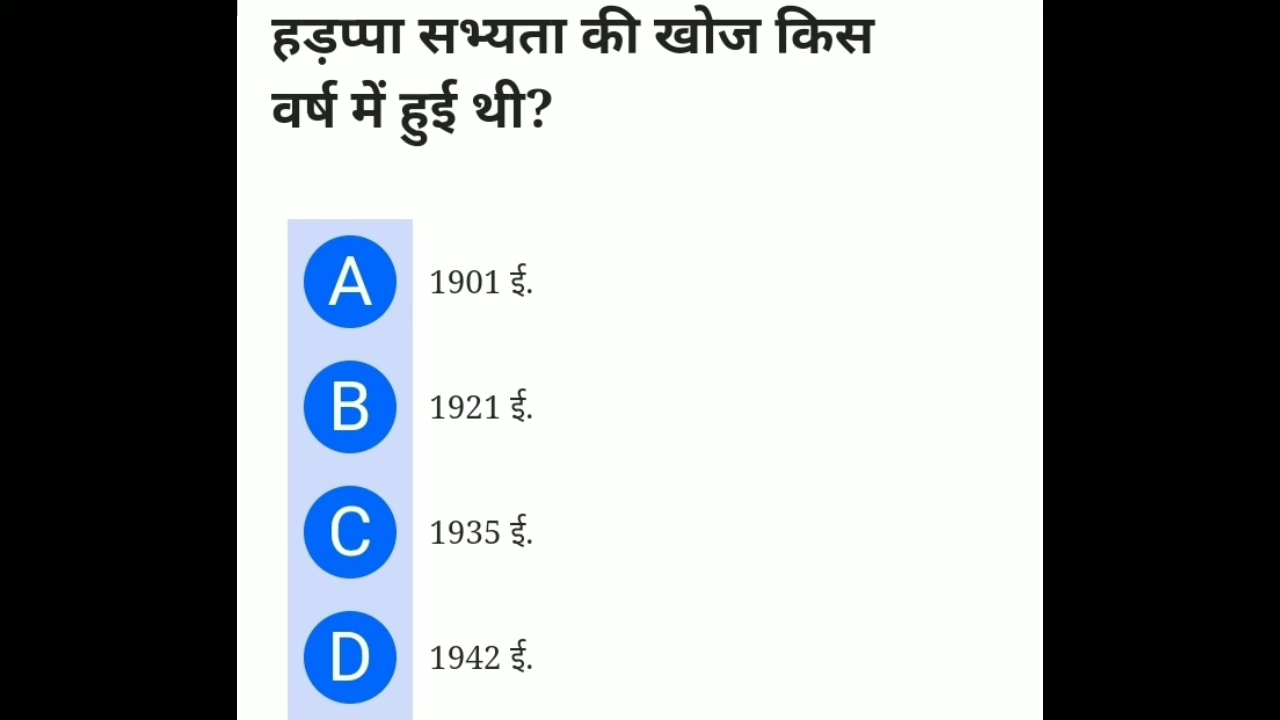 हड़प्पा सभ्यता की खोज किस
वर्ष में हुई थी?
A 1901 ई.
B 1921 ई.
C 1935 ई.
D 1942 ई.